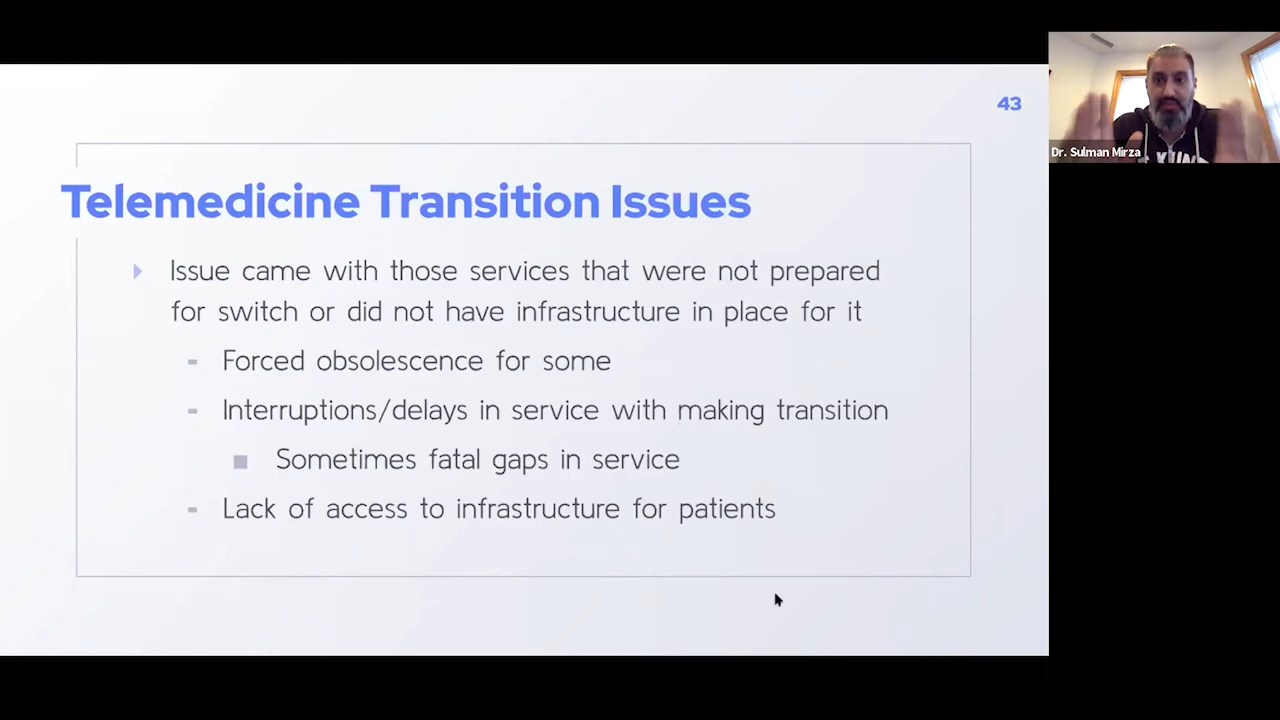 43
Telemedicine Transition Issues
Issue came with those services that were not prepared
for switch or did not have infrastructure in place for it
Forced obsolescence for some
Interruptions/delays in service with making transition
Sometimes fatal gaps in service
Lack of access to infrastructure for patients
Dr. Sulman Mirza